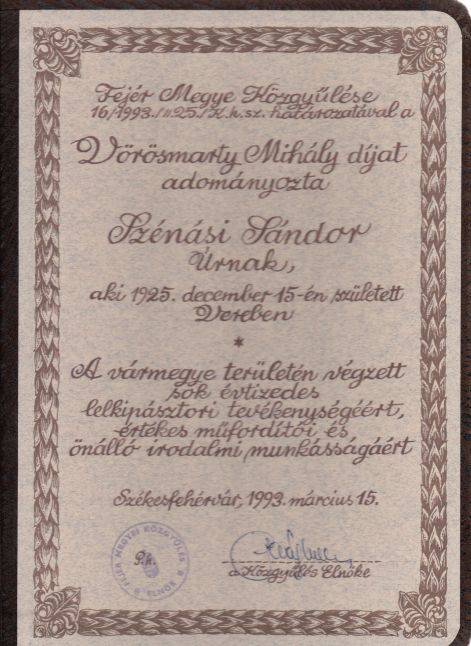 Fejér Megye Közgyűlése
16/1993./II.25./K.h.sz. határozatával a
Vörösmarty Mihály díjat
adományozta
Szénási Sándor
Úrnak,
aki 1925. december 15-én született
Vereben
*
A vármegye területén végzett
sok évtizedes
lelkipásztori tevékenységéért,
értékes műfordítói és
önálló irodalmi munkásságáért
Székesfehérvár, 1993. március 15.
P.h.
a Közgyűlés Elnöke